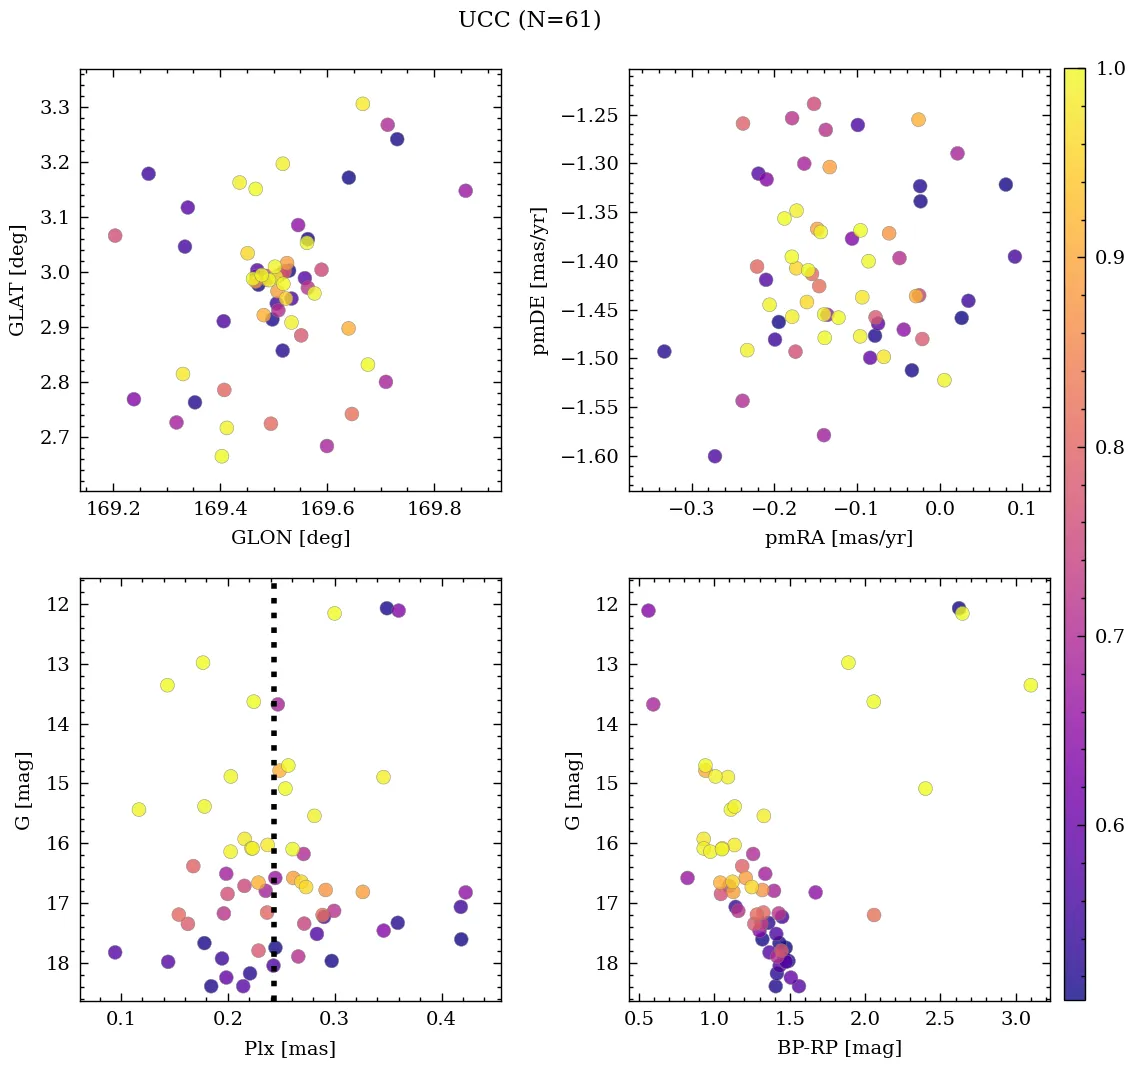 UCC (N=61)
3.3
3.2
3.1
3.0
2.9
2.8
2.7
GLAT [deg]
169.2 169.4 169.6 169.8
GLON [deg]
−1.25
−1.30
−1.35
−1.40
−1.45
−1.50
−1.55
−1.60
pmDE [mas/yr]
−0.3 −0.2 −0.1 0.0 0.1
pmRA [mas/yr]
12
13
14
15
16
17
18
G [mag]
0.1 0.2 0.3 0.4
Plx [mas]
12
13
14
15
16
17
18
G [mag]
0.5 1.0 1.5 2.0 2.5 3.0
BP-RP [mag]
1.0
0.9
0.8
0.7
0.6